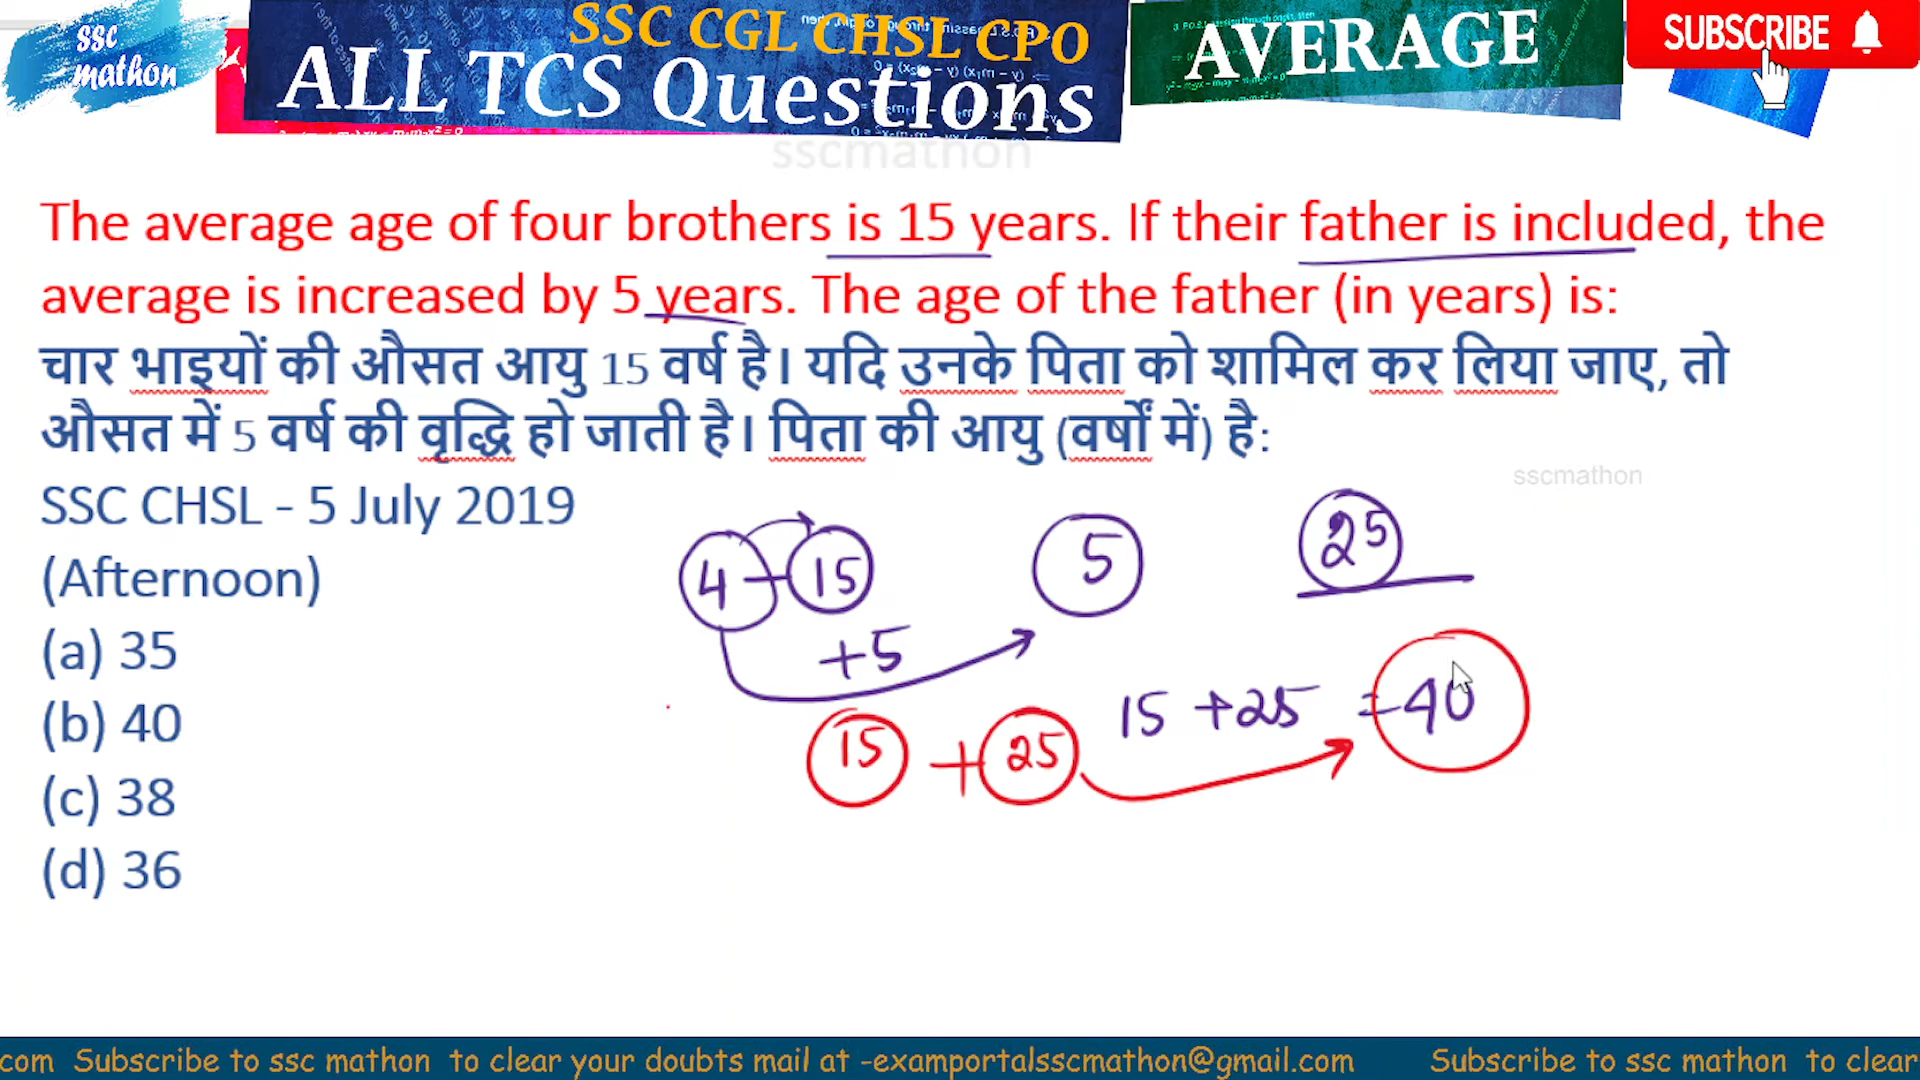 ssc
mathon
SSC CGL CHSL CPO
ALL TCS Questions
AVERAGE
SUBSCRIBE
sscmathon
The average age of four brothers is 15 years. If their father is included, the
average is increased by 5 years. The age of the father (in years) is:
चार भाइयों की औसत आयु 15 वर्ष है। यदि उनके पिता को शामिल कर लिया जाए, तो
औसत में 5 वर्ष की वृद्धि हो जाती है। पिता की आयु (वर्षों में) है:
sscmathon
SSC CHSL - 5 July 2019
(Afternoon)
(a) 35
(b) 40
(c) 38
(d) 36
4 - 15
5
25
+5
15 + 25 = 40
15 + 25
com Subscribe to ssc mathon to clear your doubts mail at -examportalsscmathon@gmail.com Subscribe to ssc mathon to clear